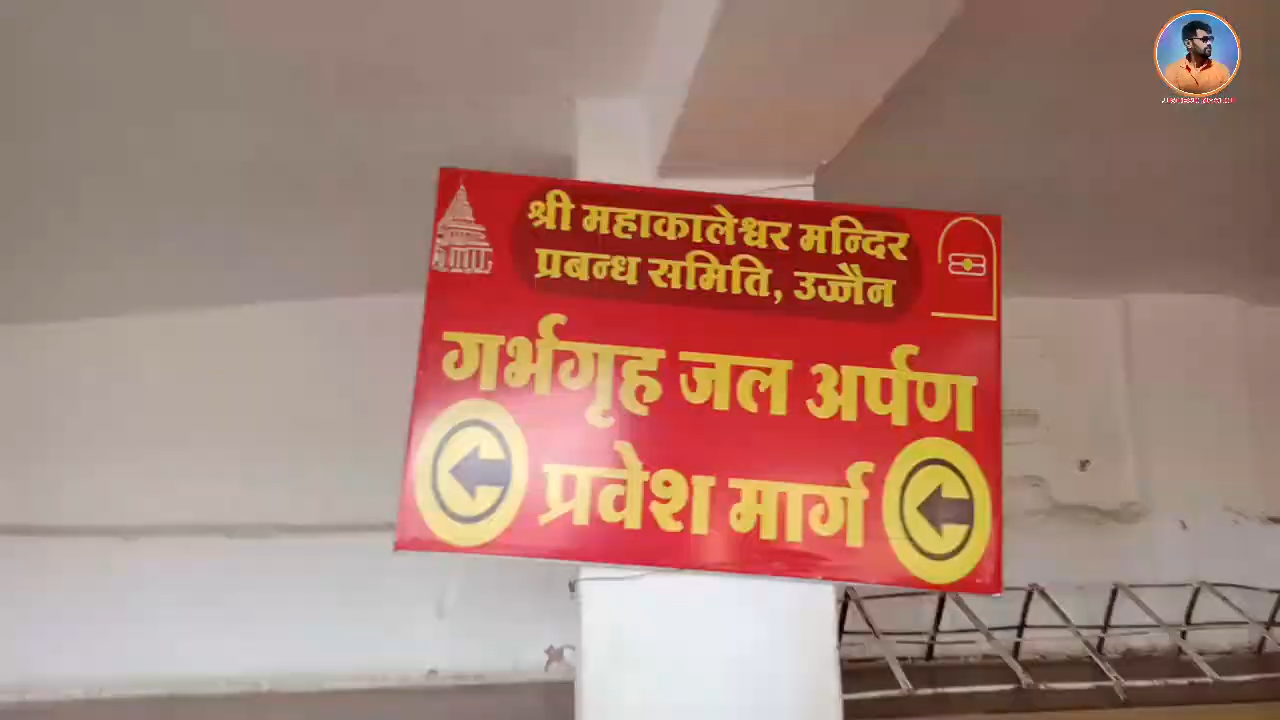 श्री महाकालेश्वर मन्दिर
प्रबन्ध समिति, उज्जैन
गर्भगृह जल अर्पण
प्रवेश मार्ग